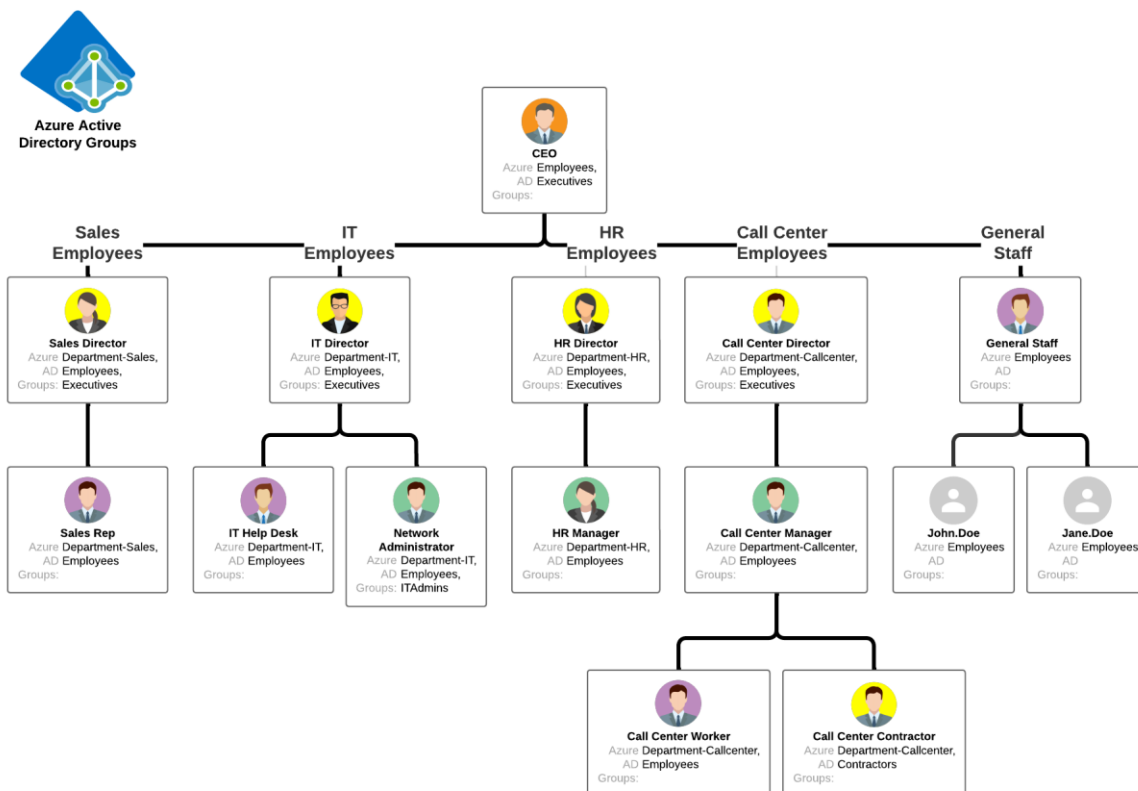 Azure Active
Directory Groups
CEO
Azure Employees,
AD Executives
Groups:
Sales
Employees
IT
Employees
HR
Employees
Call Center
Employees
General
Staff
Sales Director
Azure Department-Sales,
AD Employees,
Groups: Executives
IT Director
Azure Department-IT,
AD Employees,
Groups: Executives
HR Director
Azure Department-HR,
AD Employees,
Groups: Executives
Call Center Director
Azure Department-Callcenter,
AD Employees,
Groups: Executives
General Staff
Azure Employees
AD
Groups:
Sales Rep
Azure Department-Sales,
AD Employees
Groups:
IT Help Desk
Azure Department-IT,
AD Employees
Groups:
Network
Administrator
Azure Department-IT,
AD Employees,
Groups: ITAdmins
HR Manager
Azure Department-HR,
AD Employees
Groups:
Call Center Manager
Azure Department-Callcenter,
AD Employees
Groups:
John.Doe
Azure Employees
AD
Groups:
Jane.Doe
Azure Employees
AD
Groups:
Call Center Worker
Azure Department-Callcenter,
AD Employees
Groups:
Call Center Contractor
Azure Department-Callcenter,
AD Contractors
Groups: